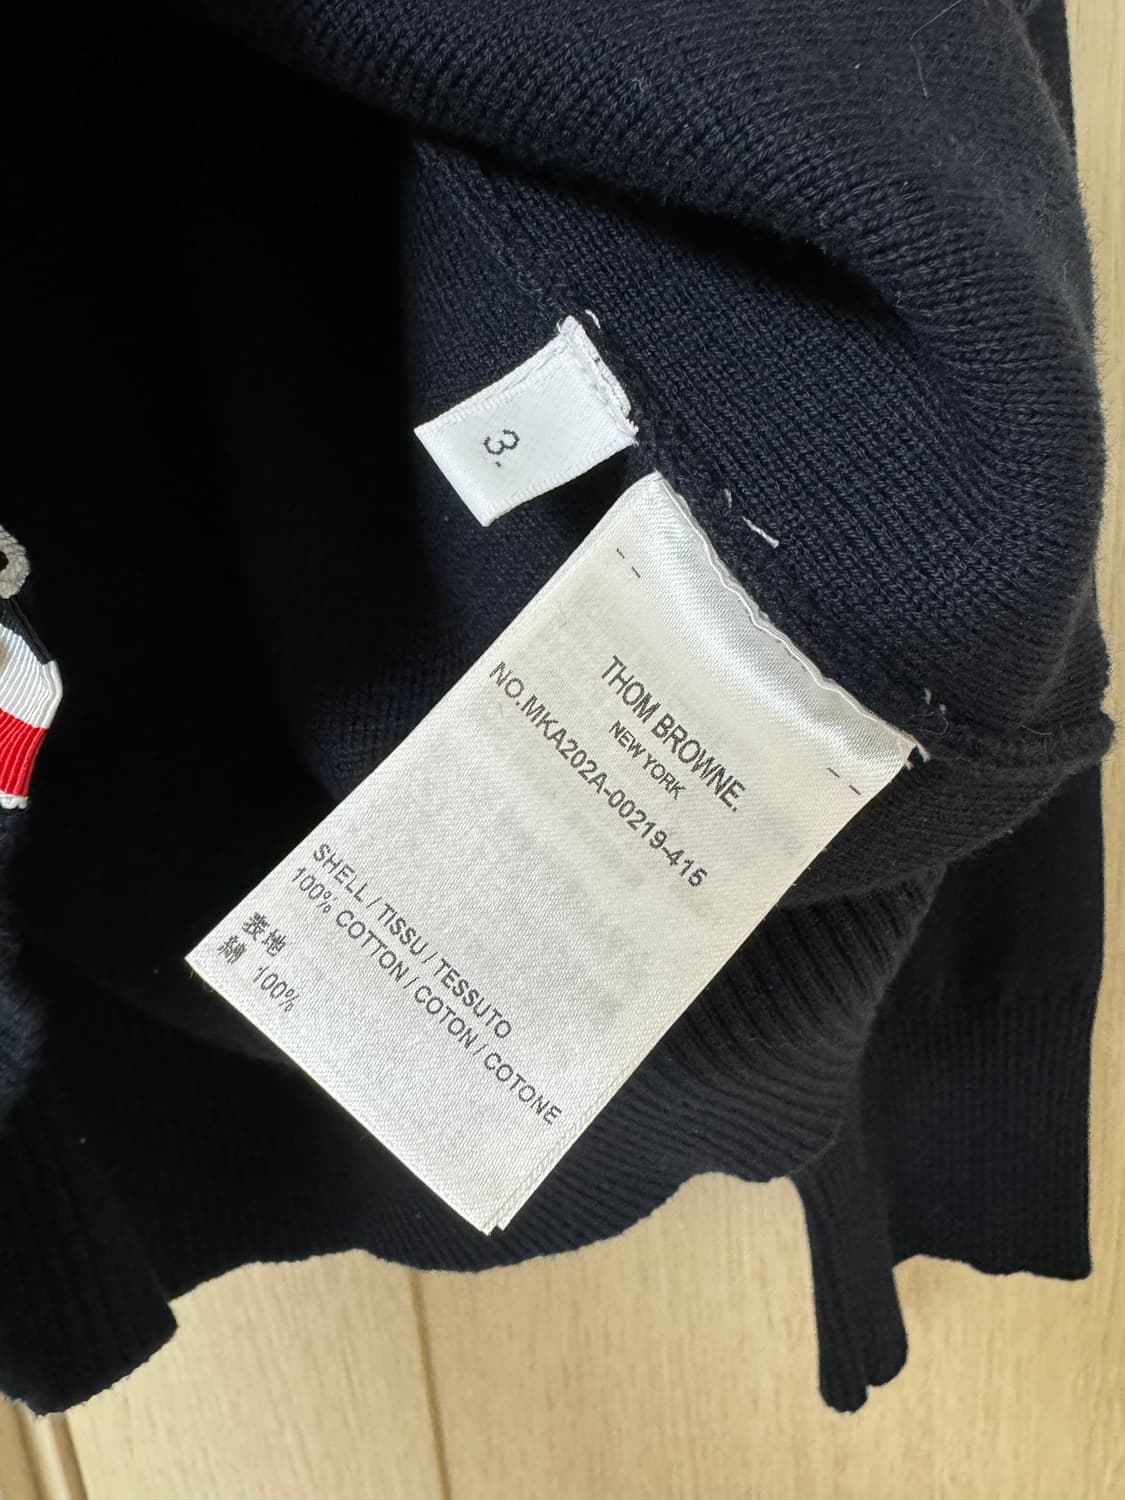 3.
THOM BROWNE.
NEW YORK
NO.MKA202A-00219-415
SHELL / TISSU / TESSUTO
100% COTTON / COTON / COTONE
表地
綿 100%